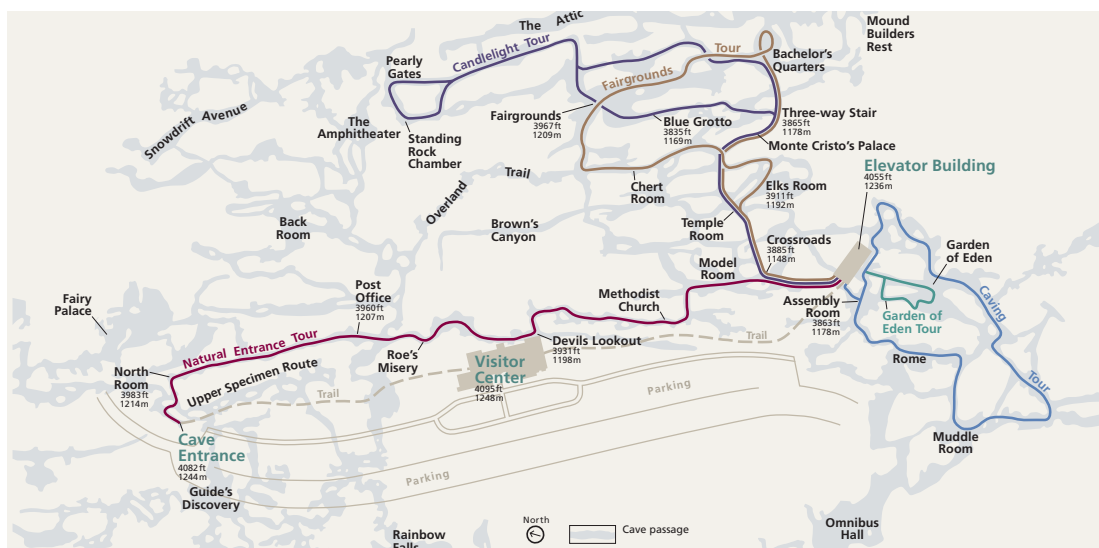 The Attic
Mound
Builders
Rest
Candlelight Tour
Tour
Bachelor's
Quarters
Pearly
Gates
Fairgrounds
Snowdrift Avenue
The
Amphitheater
Standing
Rock
Chamber
Fairgrounds
3967ft
1209m
Blue Grotto
3835ft
1169m
Three-way Stair
3865ft
1178m
Monte Cristo's Palace
Elevator Building
4055ft
1236m
Overland
Trail
Chert
Room
Elks Room
3911ft
1192m
Back
Room
Brown's
Canyon
Temple
Room
Crossroads
3885ft
1148m
Garden
of Eden
Model
Room
Fairy
Palace
Post
Office
3960ft
1207m
Methodist
Church
Assembly
Room
3863ft
1178m
Garden of
Eden Tour
Caving
Tour
Natural Entrance Tour
Roe's
Misery
Devils Lookout
3931ft
1198m
Trail
Rome
North
Room
3983ft
1214m
Upper Specimen Route
Trail
Visitor
Center
4095ft
1248m
Parking
Cave
Entrance
4082ft
1244m
Muddle
Room
Parking
Guide's
Discovery
Rainbow
Falls
North
Cave passage
Omnibus
Hall